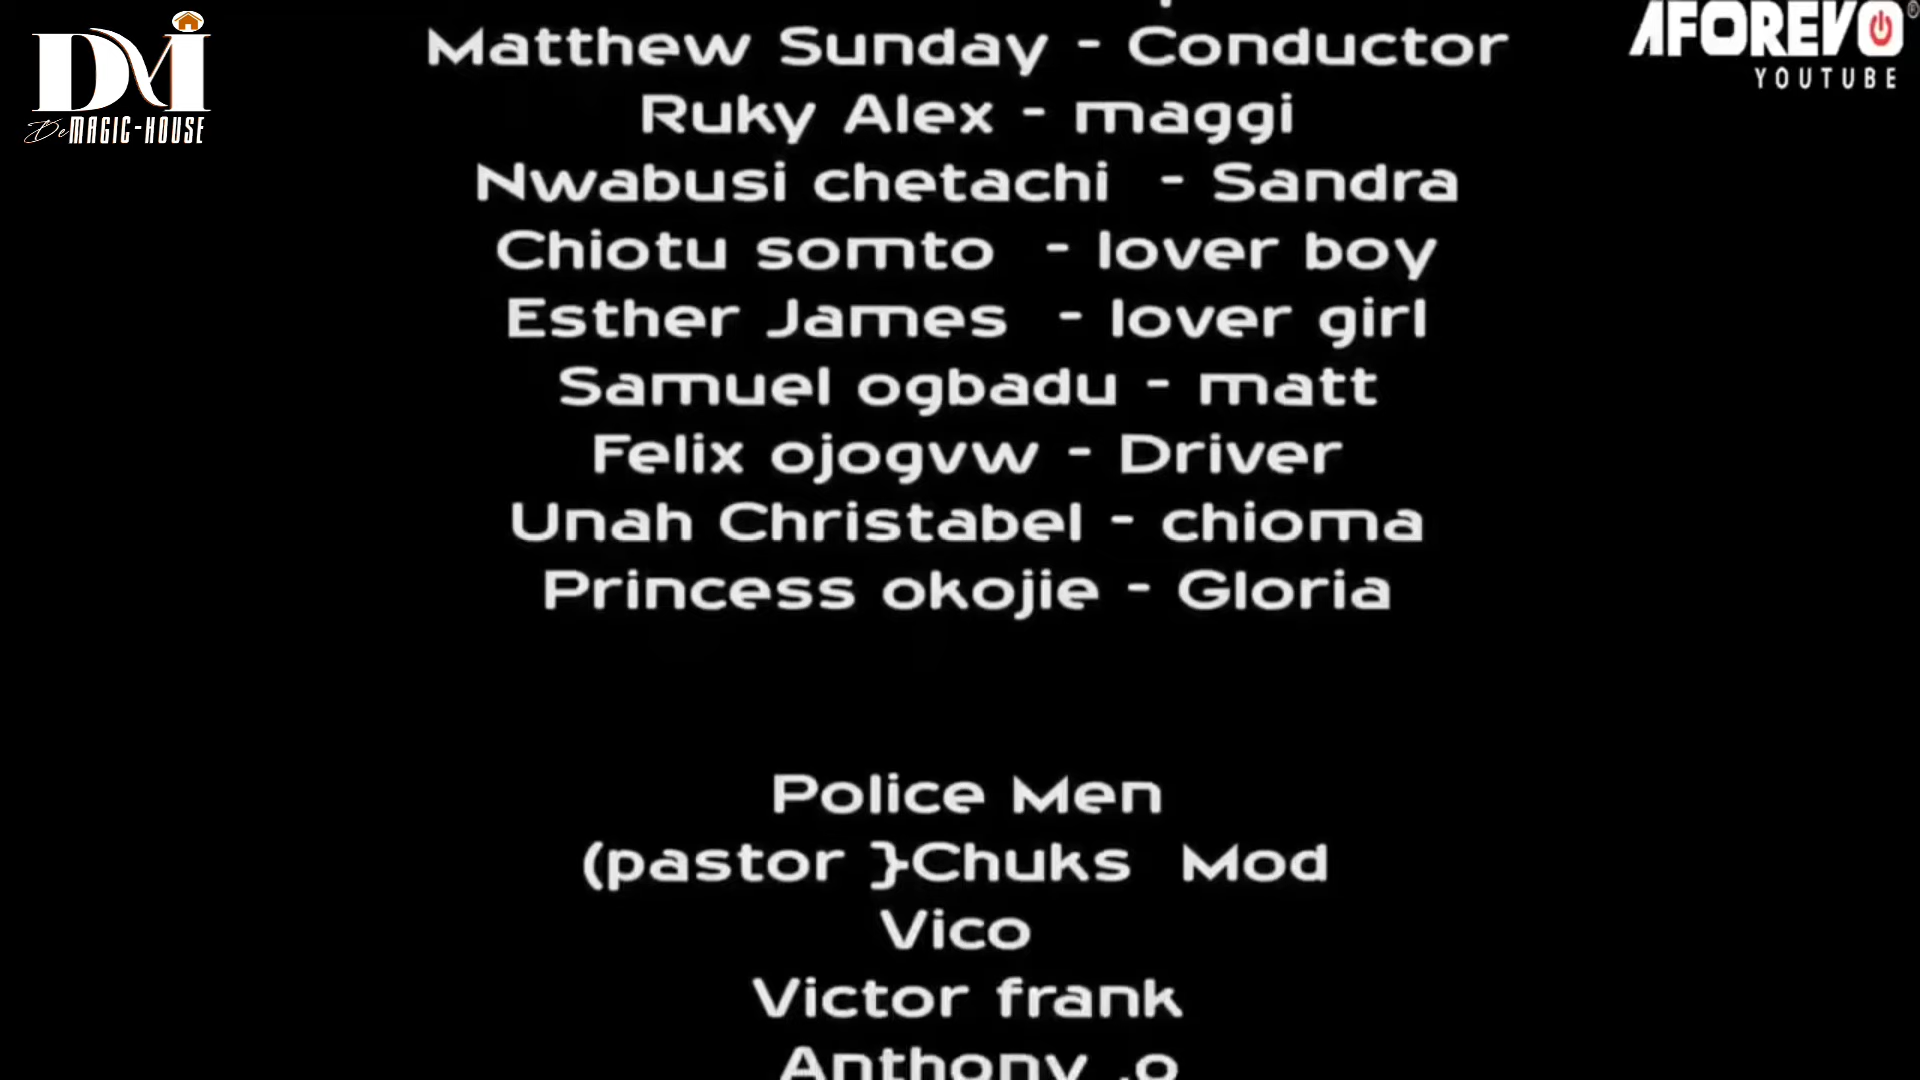 DMI
De MAGIC-HOUSE
AFOREVO®
YOUTUBE
Matthew Sunday - Conductor
Ruky Alex - maggi
Nwabusi chetachi - Sandra
Chiotu somto - lover boy
Esther James - lover girl
Samuel ogbadu - matt
Felix ojogvw - Driver
Unah Christabel - chioma
Princess okojie - Gloria
Police Men
(pastor }Chuks Mod
Vico
Victor frank
Anthony .o